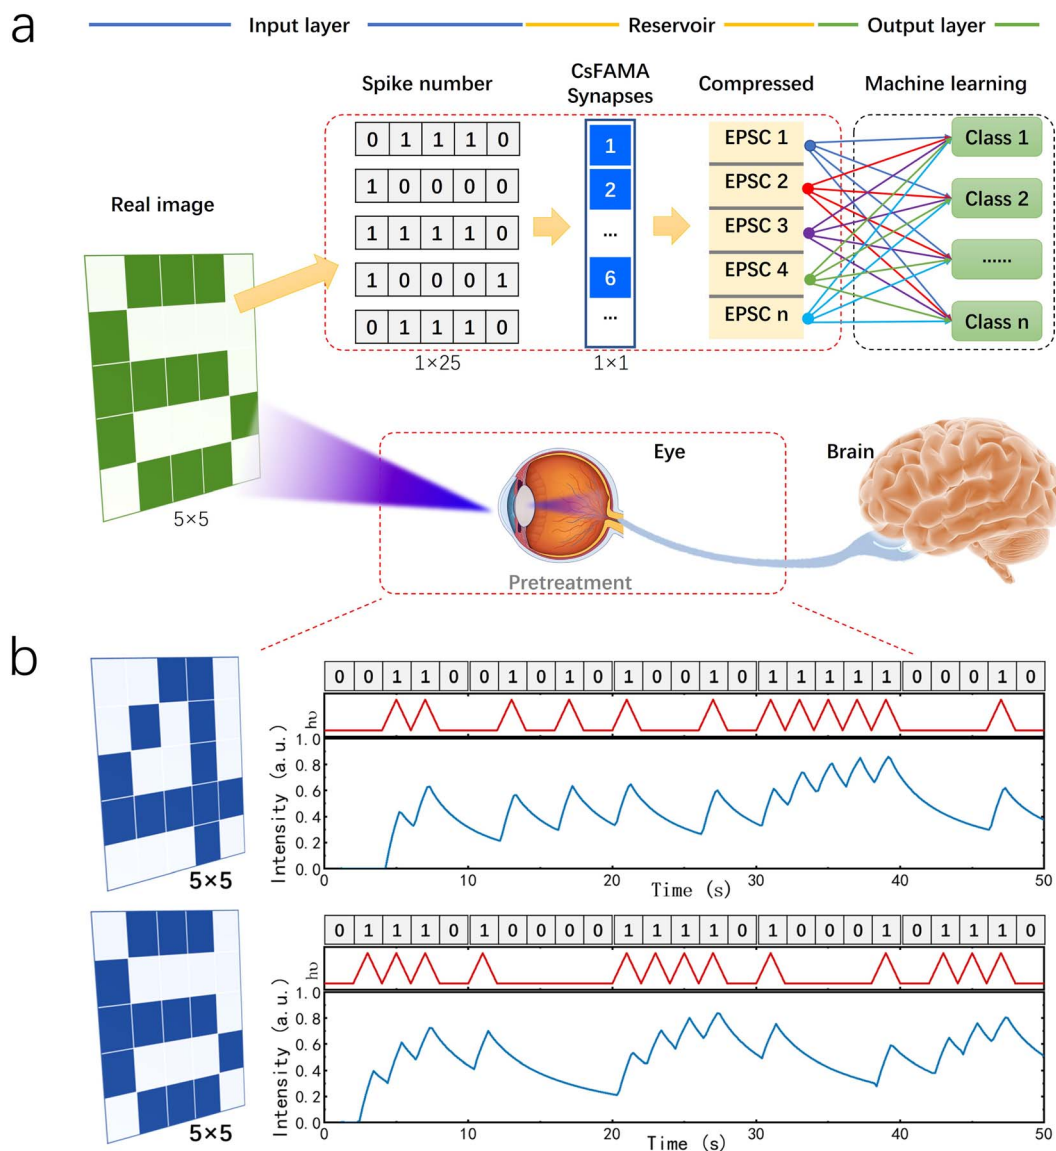 a
Input layer
Reservoir
Output layer
Spike number
CsFAMA
Synapses
Compressed
Machine learning
Real image
0 1 1 1 0
1 0 0 0 0
1 1 1 1 0
1 0 0 0 1
0 1 1 1 0
1×25
1
2
...
6
...
1×1
EPSC 1
EPSC 2
EPSC 3
EPSC 4
EPSC n
Class 1
Class 2
......
Class n
5×5
Eye
Brain
Pretreatment
b
5×5
0 0 1 1 0 0 1 0 1 0 1 0 0 1 0 1 1 1 1 1 0 0 0 1 0
hυ
Intensity (a.u.)
1.0
0.8
0.6
0.4
0.2
0.0
0 10 20 30 40 50
Time (s)
5×5
0 1 1 1 0 1 0 0 0 0 1 1 1 1 0 1 0 0 0 1 0 1 1 1 0
hυ
Intensity (a.u.)
1.0
0.8
0.6
0.4
0.2
0.0
0 10 20 30 40 50
Time (s)